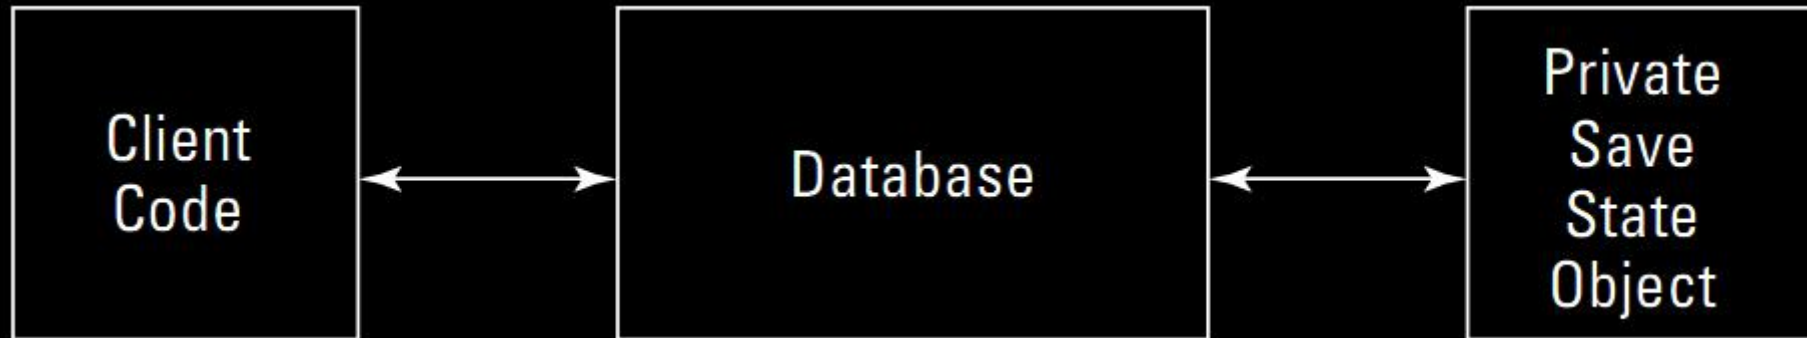 Client
Code
Database
Private
Save
State
Object